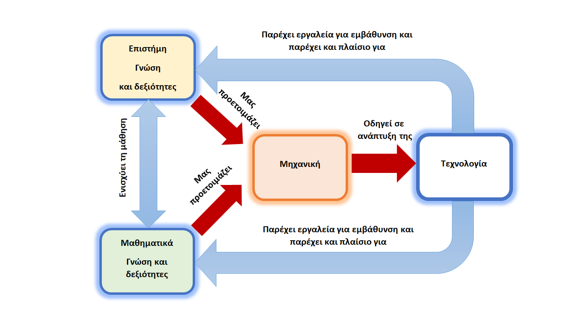 Παρέχει εργαλεία για εμβάθυνση και
παρέχει και πλαίσιο για
Επιστήμη
Γνώση
και δεξιότητες
Μας
προετοιμάζει
Οδηγεί σε
ανάπτυξη της
Ενισχύει τη μάθηση
Μηχανική
Τεχνολογία
Μας
προετοιμάζει
Μαθηματικά
Γνώση και
δεξιότητες
Παρέχει εργαλεία για εμβάθυνση και
παρέχει και πλαίσιο για